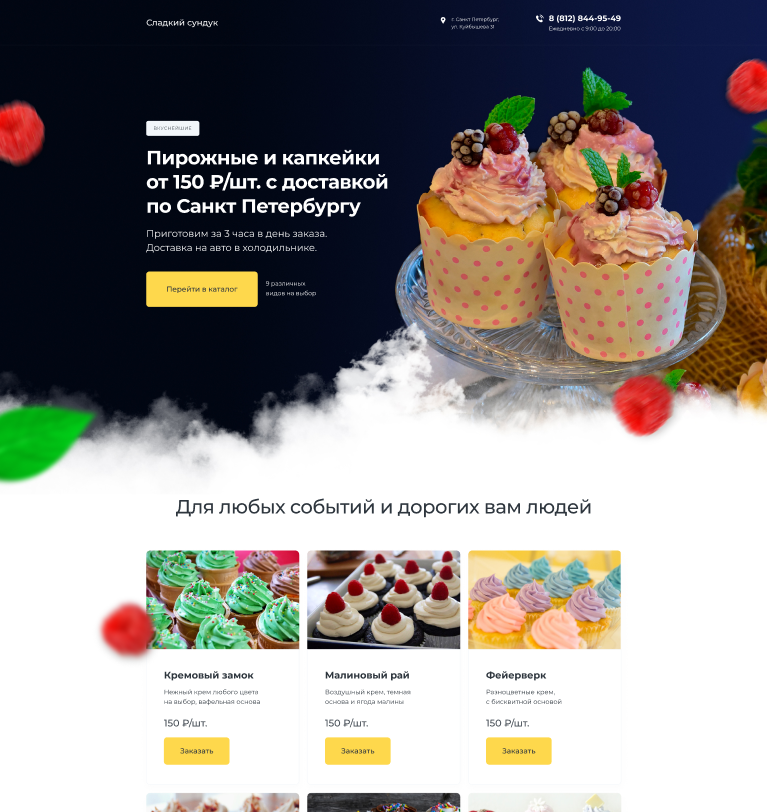 Сладкий сундук
г. Санкт Петербург,
ул. Куйбышева 31
8 (812) 844-95-49
Ежедневно с 9:00 до 20:00
ВКУСНЕЙШИЕ
Пирожные и капкейки
от 150 ₽/шт. с доставкой
по Санкт Петербургу
Приготовим за 3 часа в день заказа.
Доставка на авто в холодильнике.
Перейти в каталог
9 различных
видов на выбор
Для любых событий и дорогих вам людей
Кремовый замок
Нежный крем любого цвета
на выбор, вафельная основа
150 ₽/шт.
Заказать
Малиновый рай
Воздушный крем, темная
основа и ягода малины
150 ₽/шт.
Заказать
Фейерверк
Разноцветные крем,
с бисквитной основой
150 ₽/шт.
Заказать